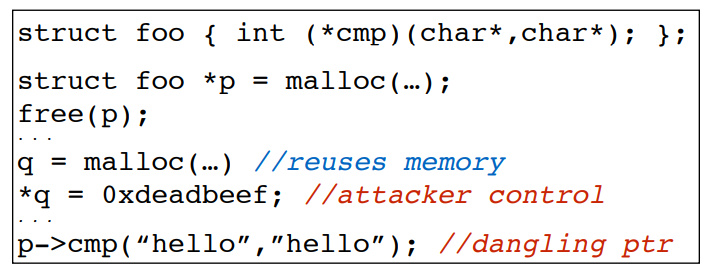 struct foo { int (*cmp)(char*,char*); };
struct foo *p = malloc(…);
free(p);
...
q = malloc(…) //reuses memory
*q = 0xdeadbeef; //attacker control
...
p->cmp(“hello”,”hello”); //dangling ptr